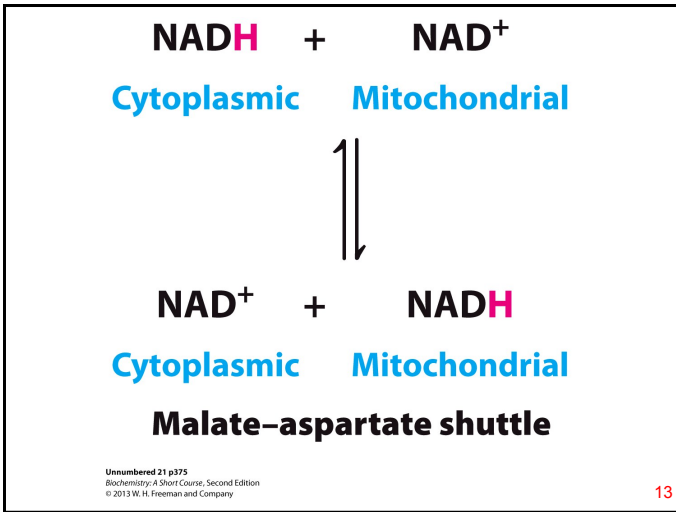 NADH + NAD⁺
Cytoplasmic Mitochondrial
NAD⁺ + NADH
Cytoplasmic Mitochondrial
Malate–aspartate shuttle
Unnumbered 21 p375
Biochemistry: A Short Course, Second Edition
© 2013 W. H. Freeman and Company
13